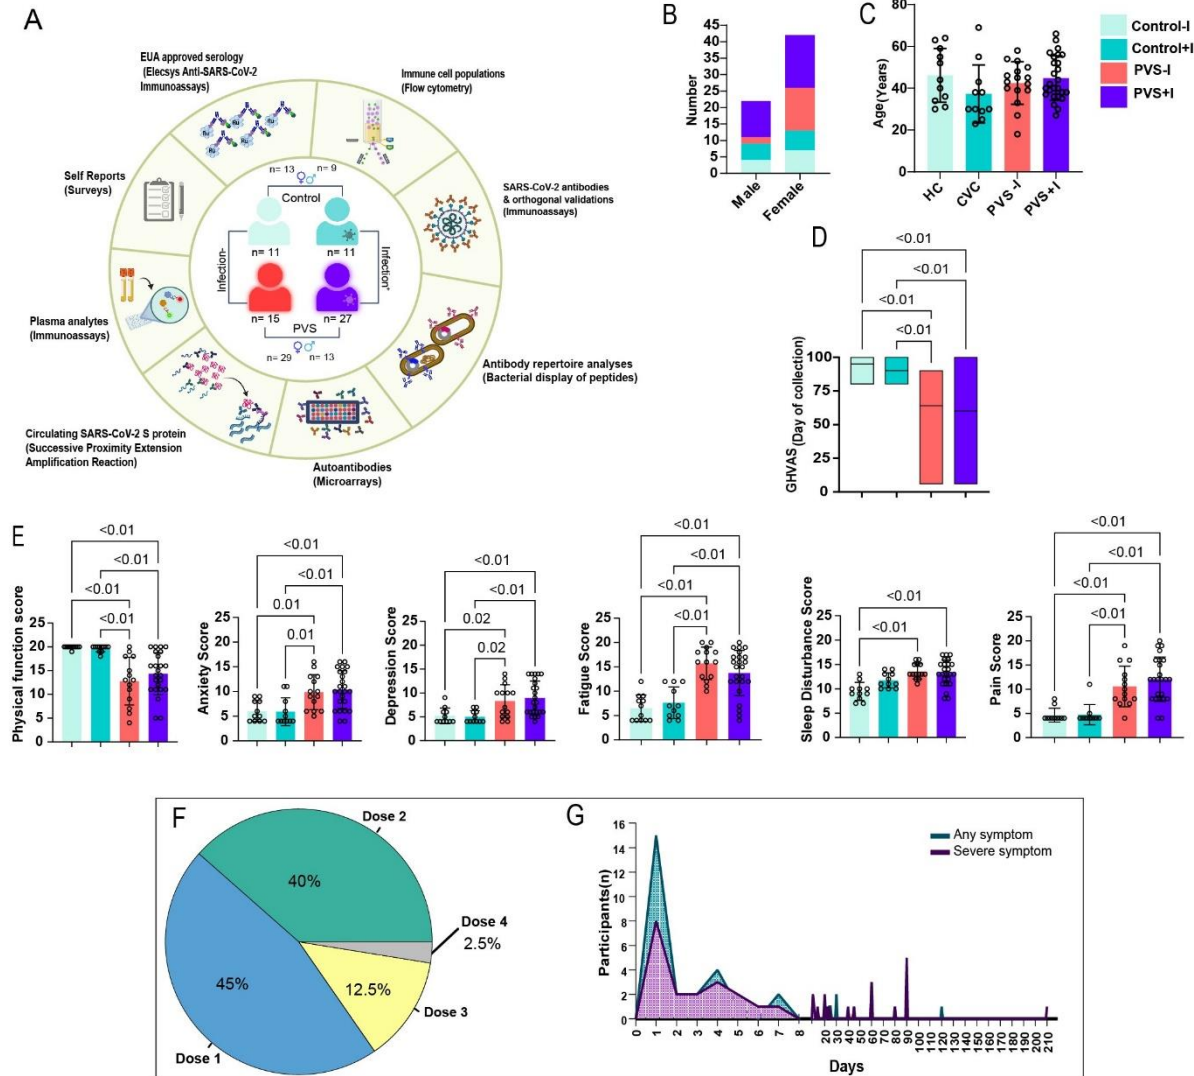 A
EUA approved serology
(Elecsys Anti-SARS-CoV-2
Immunoassays)
Immune cell populations
(Flow cytometry)
Self Reports
(Surveys)
SARS-CoV-2 antibodies
& orthogonal validations
(Immunoassays)
Plasma analytes
(Immunoassays)
Antibody repertoire analyses
(Bacterial display of peptides)
Circulating SARS-CoV-2 S protein
(Successive Proximity Extension
Amplification Reaction)
Autoantibodies
(Microarrays)
Ru Ru Ru Ru Ru
n= 13 n= 9
Control
n= 11 n= 11
Infection- Infection+
n= 15 n= 27
PVS
n= 29 n= 13
B
Number
45
40
35
30
25
20
15
10
5
0
Male Female
C
Age(Years)
80
60
40
20
0
HC CVC PVS-I PVS+I
Control-I
Control+I
PVS-I
PVS+I
D
<0.01
<0.01
<0.01
<0.01
GHVAS(Day of collection)
100
75
50
25
0
E
<0.01
<0.01
<0.01
<0.01
Physical function score
25
20
15
10
5
0
<0.01
<0.01
0.01
0.01
Anxiety Score
25
20
15
10
5
0
<0.01
<0.01
0.02
0.02
Depression Score
25
20
15
10
5
0
<0.01
<0.01
<0.01
<0.01
Fatigue Score
25
20
15
10
5
0
<0.01
<0.01
Sleep Disturbance Score
25
20
15
10
5
0
<0.01
<0.01
<0.01
<0.01
Pain Score
25
20
15
10
5
0
F
Dose 2
40%
Dose 4
2.5%
45%
12.5%
Dose 3
Dose 1
G
Any symptom
Severe symptom
Participants(n)
16
14
12
10
8
6
4
2
0
0 1 2 3 4 5 6 7 8 20 30 40 50 60 70 80 90 100 110 120 130 140 150 160 170 180 190 200 210
Days